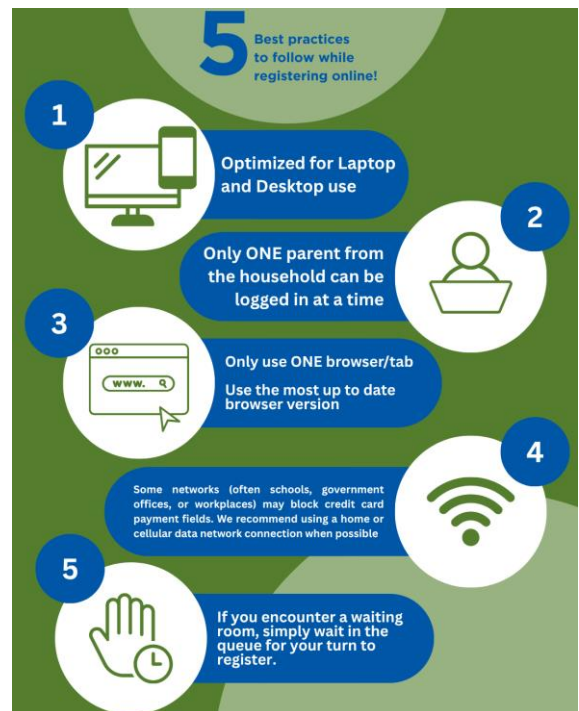 5
Best practices
to follow while
registering online!
1
Optimized for Laptop
and Desktop use
2
Only ONE parent from
the household can be
logged in at a time
3
www.
Only use ONE browser/tab
Use the most up to date
browser version
4
Some networks (often schools, government
offices, or workplaces) may block credit card
payment fields. We recommend using a home or
cellular data network connection when possible
5
If you encounter a waiting
room, simply wait in the
queue for your turn to
register.